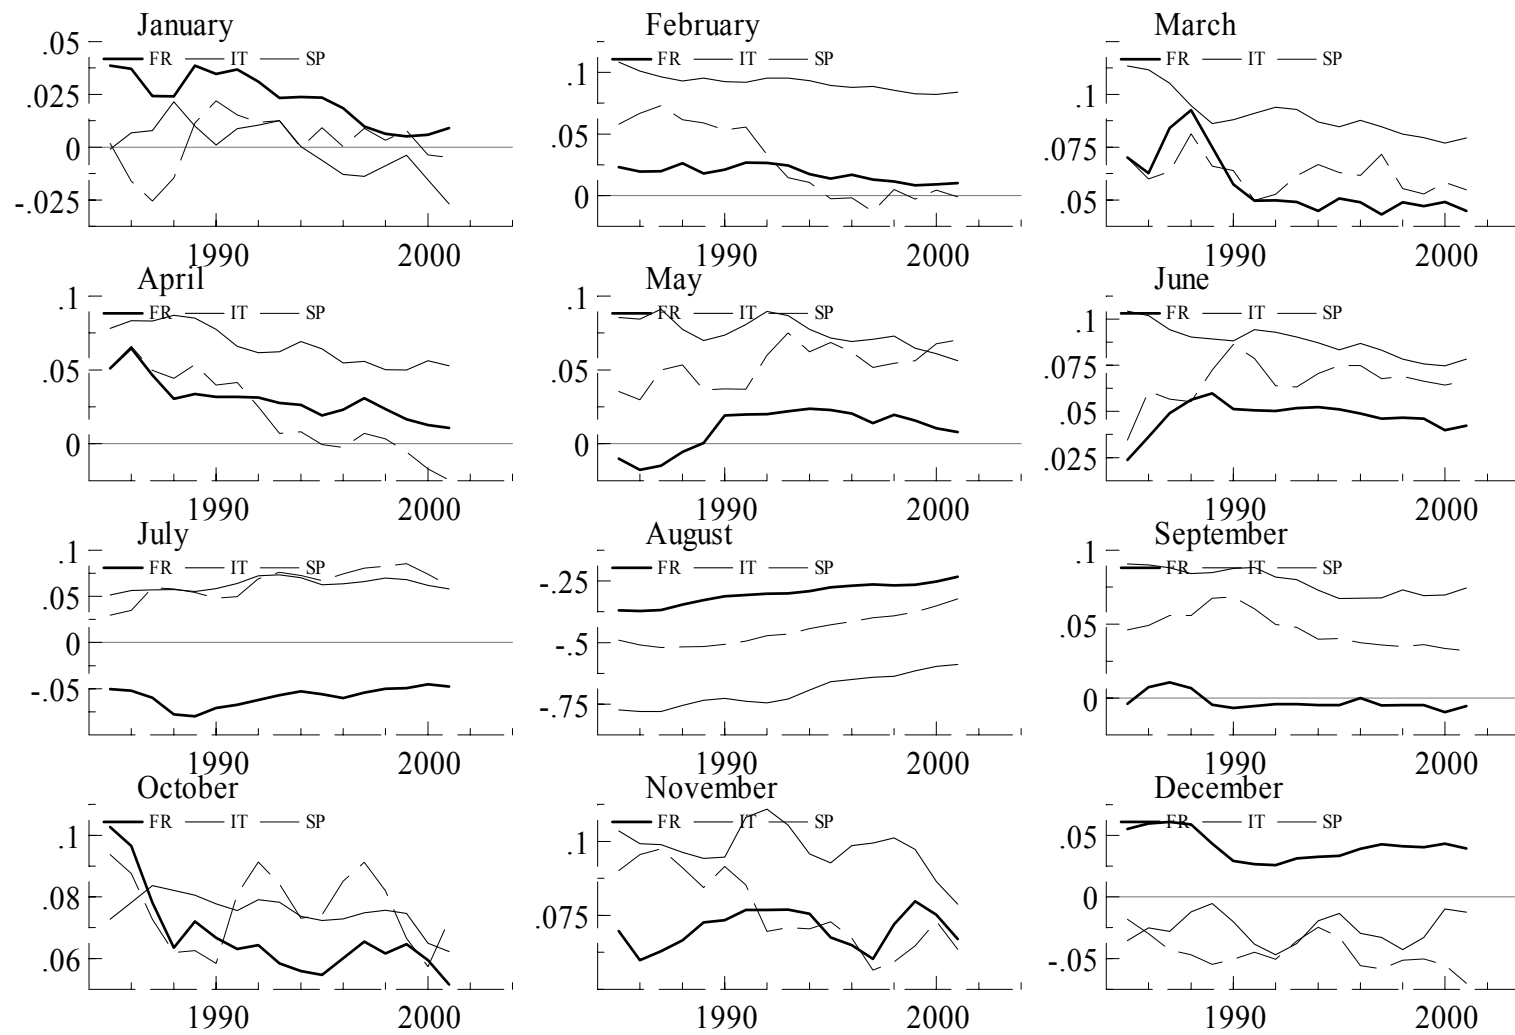 January
February
March
.05
FR IT SP
.025
0
-.025
1990 2000
FR IT SP
.1
.05
0
1990 2000
FR IT SP
.1
.075
.05
1990 2000
April
May
June
.1
FR IT SP
.05
0
1990 2000
.1
FR IT SP
.05
0
1990 2000
.1
FR IT SP
.075
.05
.025
1990 2000
July
August
September
.1
FR IT SP
.05
0
-.05
1990 2000
FR IT SP
-.25
-.5
-.75
1990 2000
.1
FR IT SP
.05
0
1990 2000
October
November
December
FR IT SP
.1
.08
.06
1990 2000
FR IT SP
.1
.075
1990 2000
FR IT SP
.05
0
-.05
1990 2000